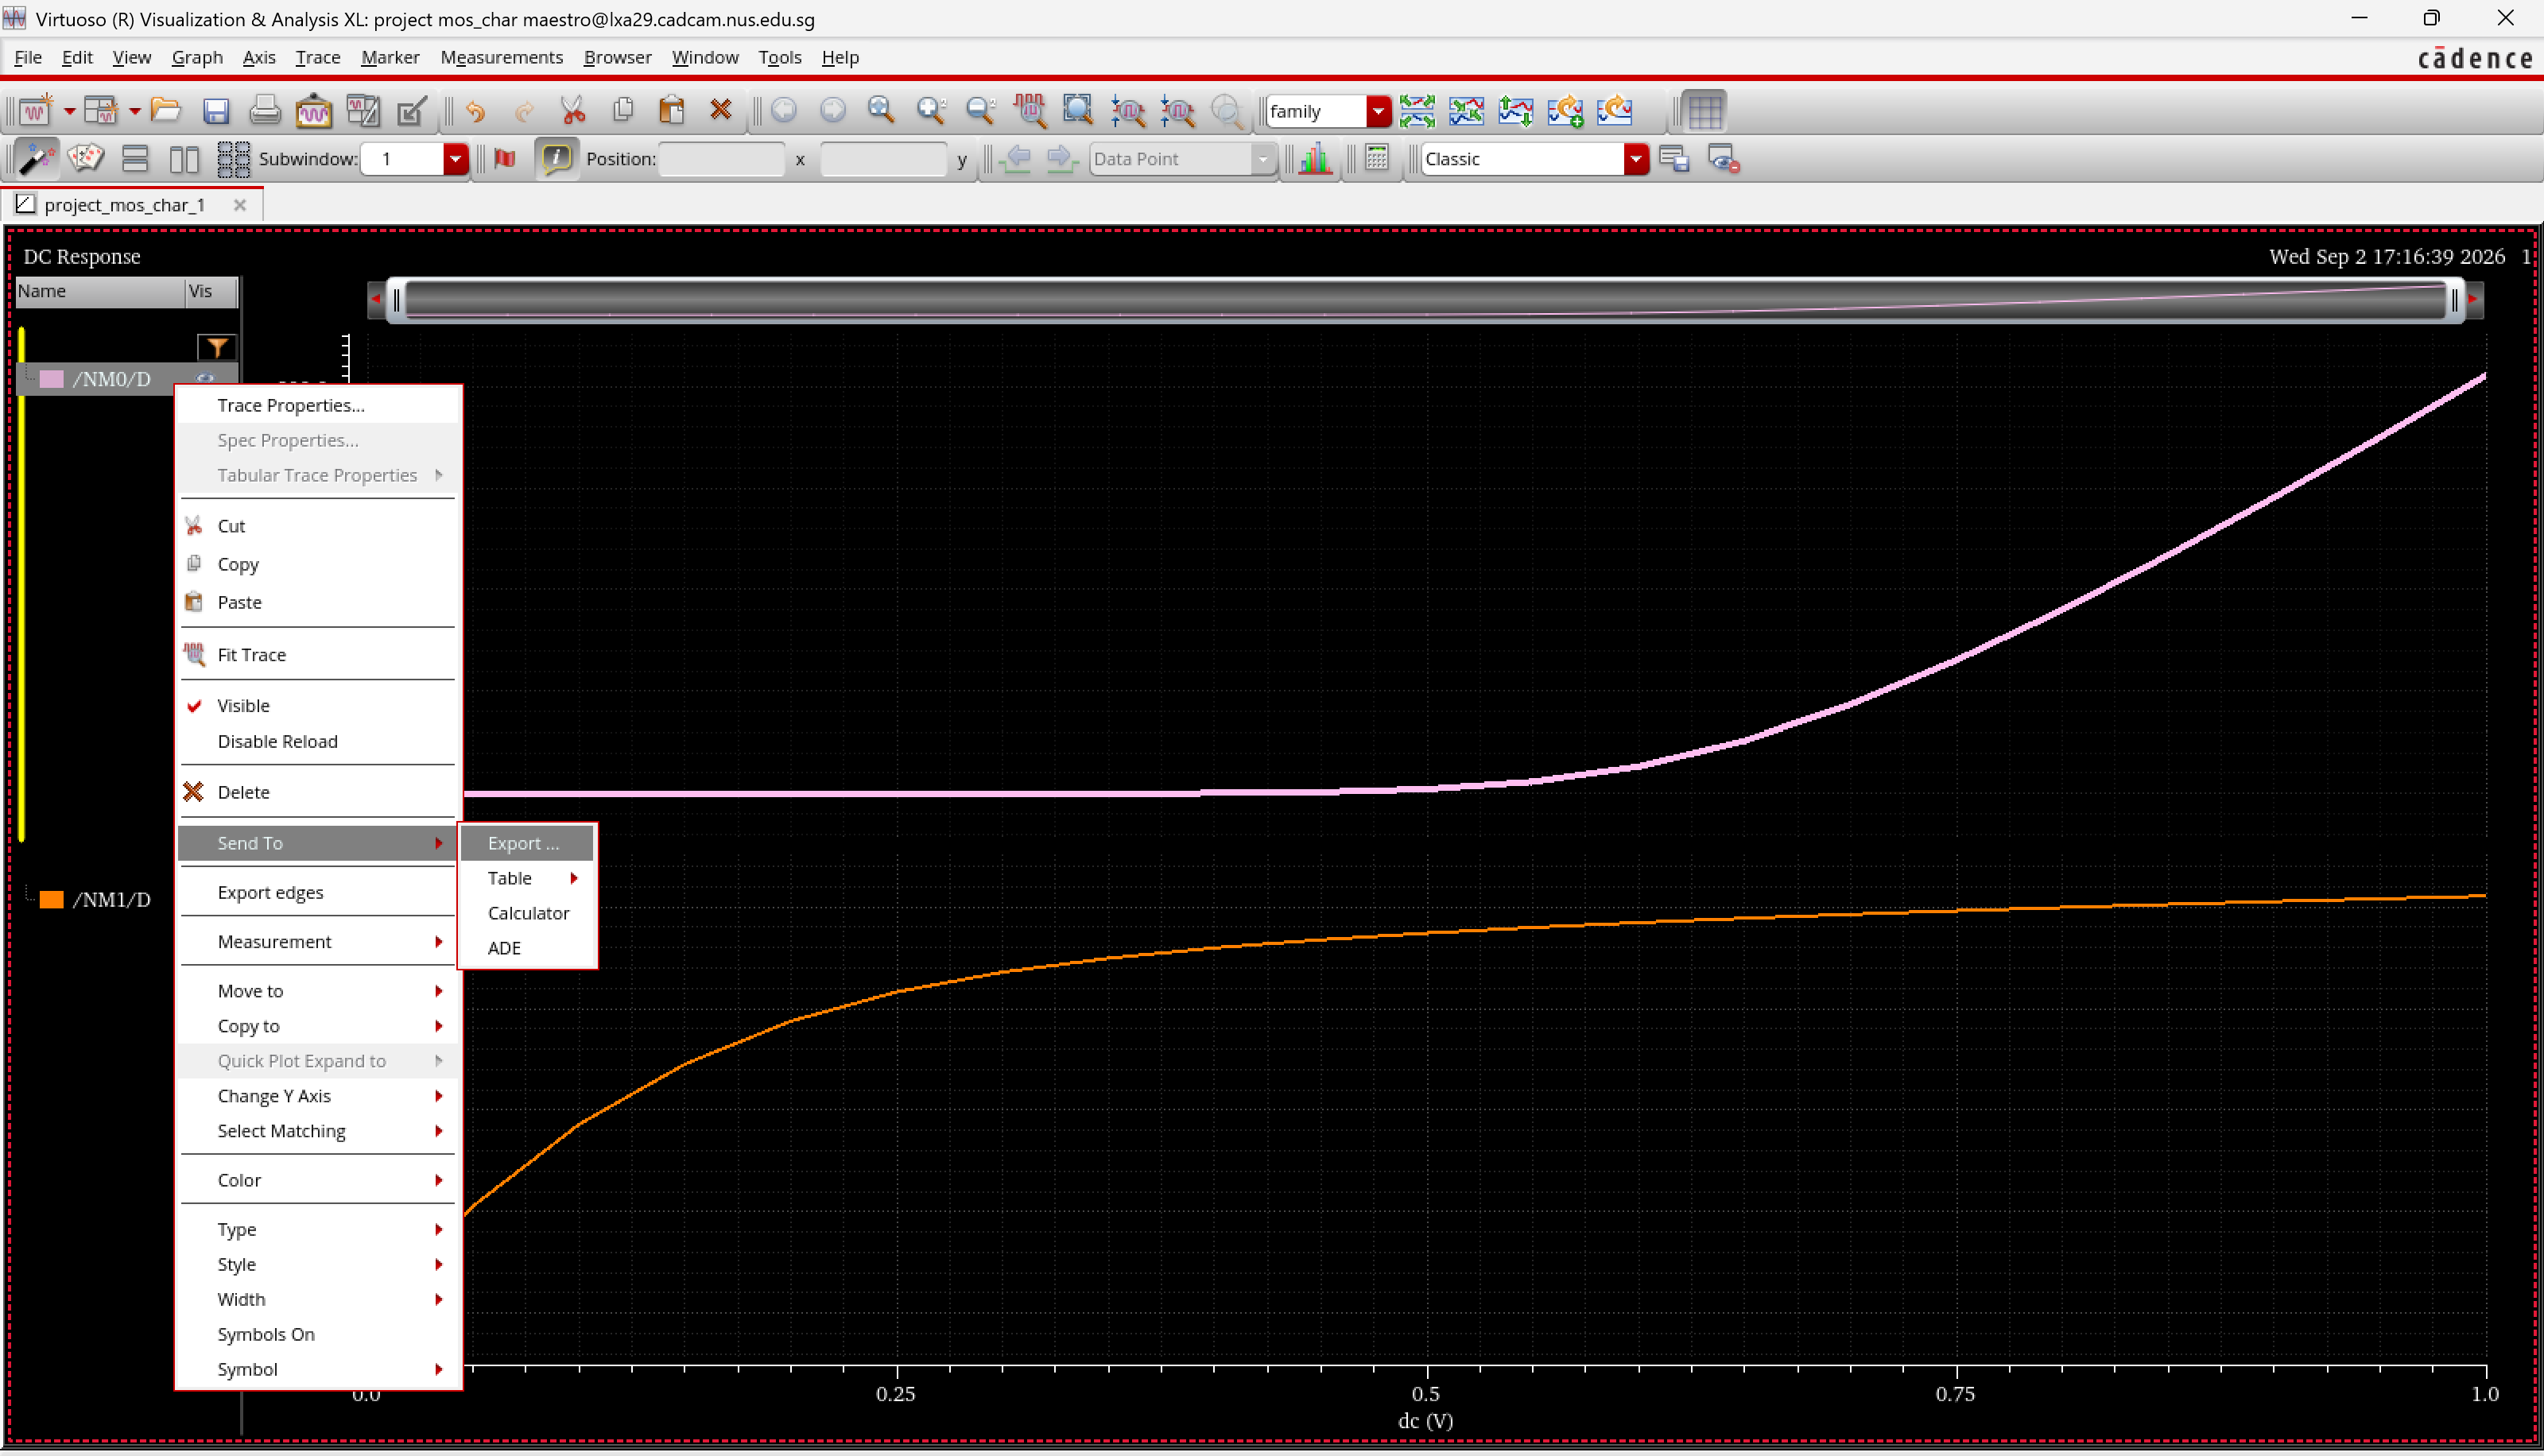 Virtuoso (R) Visualization & Analysis XL: project mos_char maestro@lxa29.cadcam.nus.edu.sg
File Edit View Graph Axis Trace Marker Measurements Browser Window Tools Help
cādence
family
Subwindow: 1 Position: x y Data Point Classic
project_mos_char_1
DC Response
Wed Sep 2 17:16:39 2026 1
Name Vis
/NM0/D
Trace Properties...
Spec Properties...
Tabular Trace Properties
Cut
Copy
Paste
Fit Trace
Visible
Disable Reload
Delete
Send To
Export ...
Table
Calculator
ADE
Export edges
/NM1/D
Measurement
Move to
Copy to
Quick Plot Expand to
Change Y Axis
Select Matching
Color
Type
Style
Width
Symbols On
Symbol
0.0 0.25 0.5 0.75 1.0
dc (V)